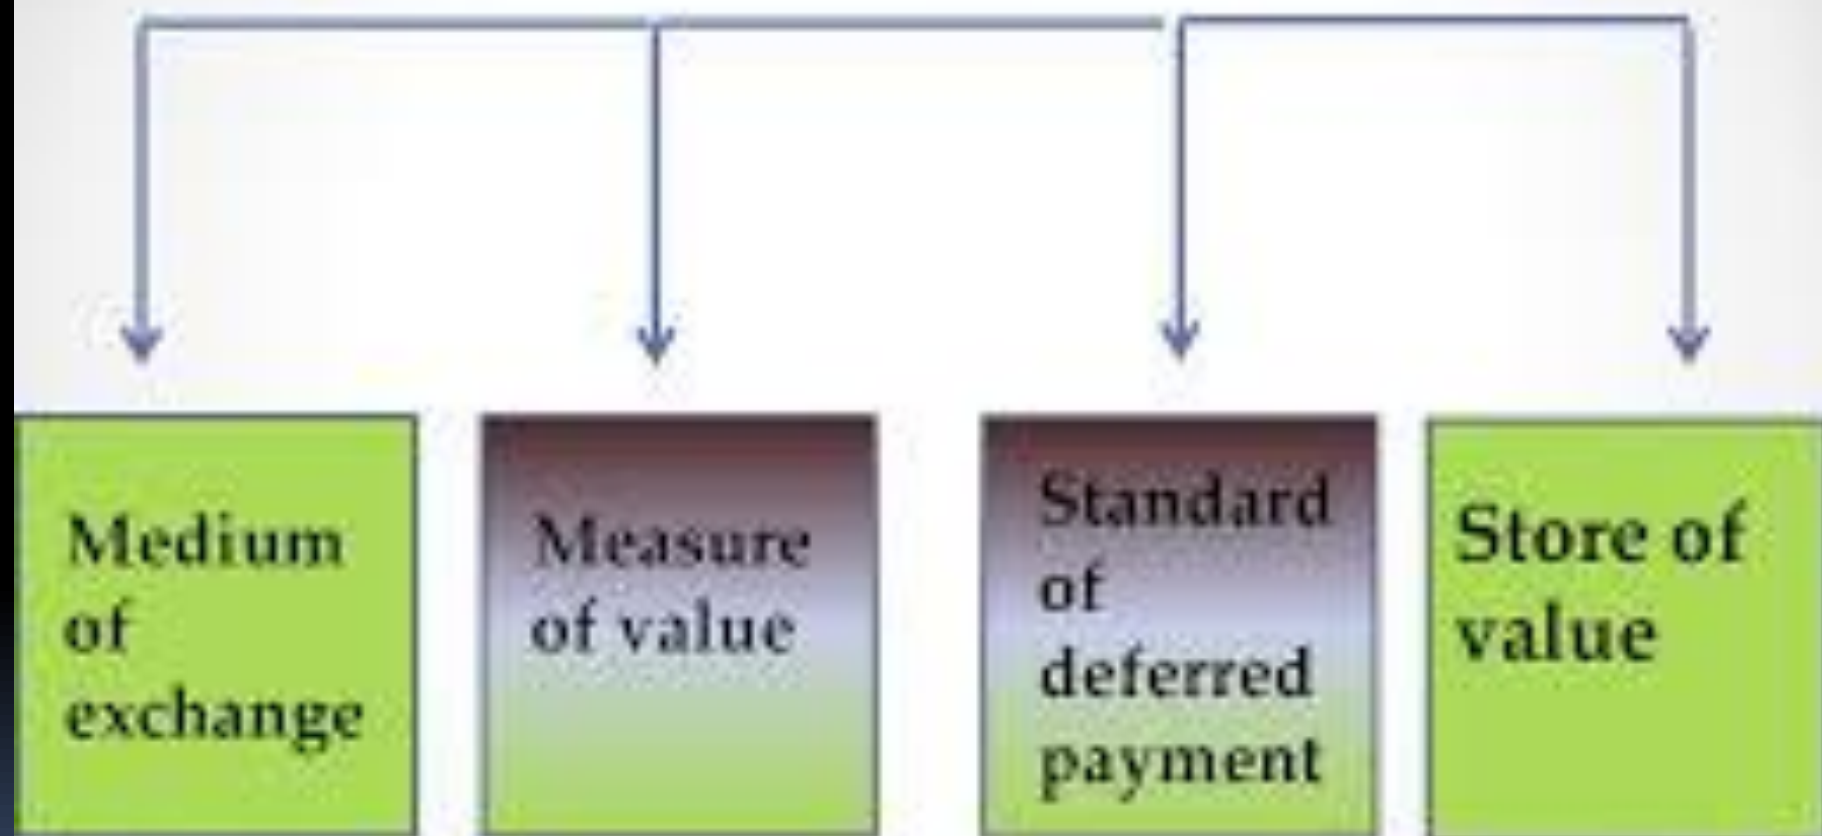 Medium
of
exchange
Measure
of value
Standard
of
deferred
payment
Store of
value